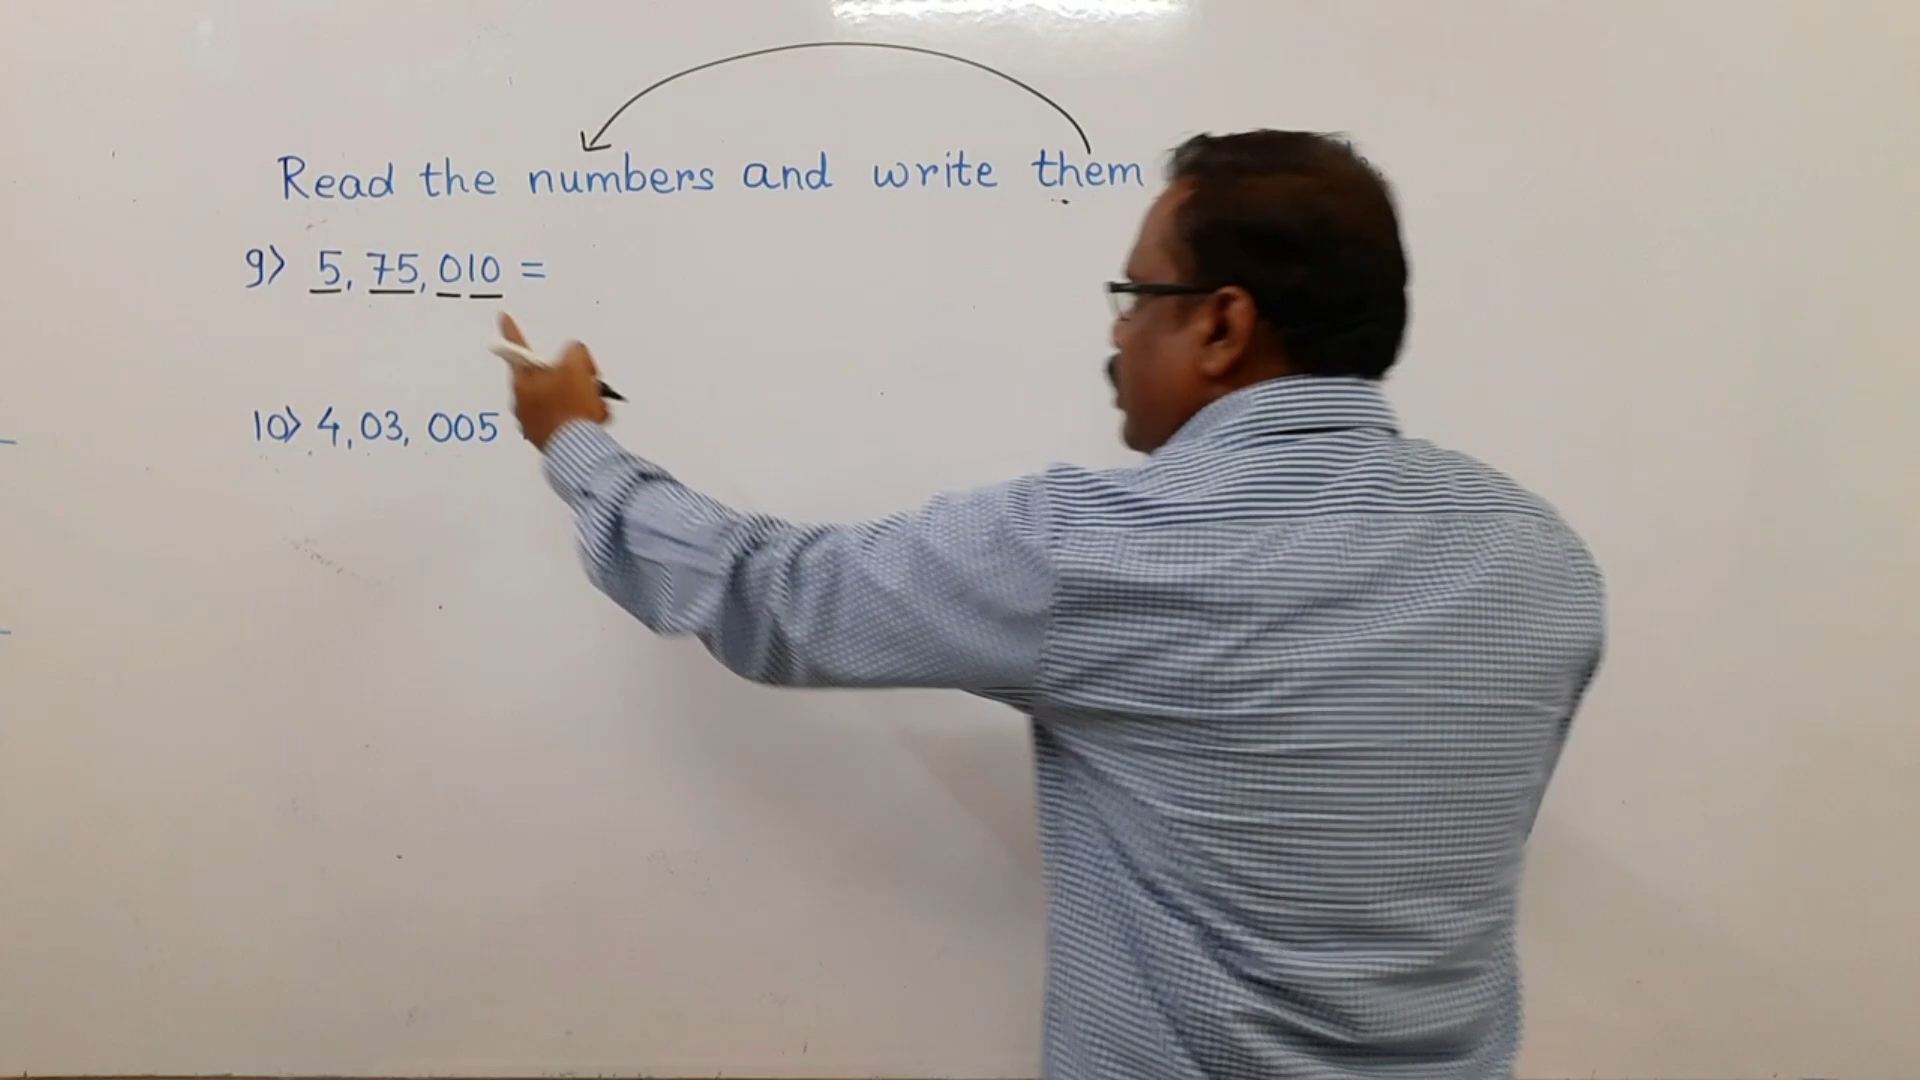 Read the numbers and write them
9) 5, 75, 010 =
10) 4, 03, 005